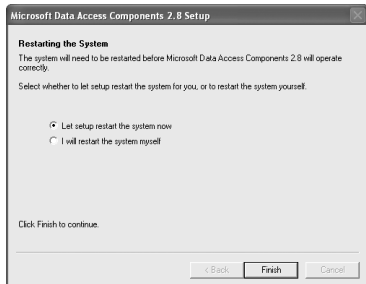 Microsoft Data Access Components 2.8 Setup
Restarting the System
The system will need to be restarted before Microsoft Data Access Components 2.8 will operate
correctly.
Select whether to let setup restart the system for you, or to restart the system yourself.
Let setup restart the system now
I will restart the system myself
Click Finish to continue.
< Back
Finish
Cancel